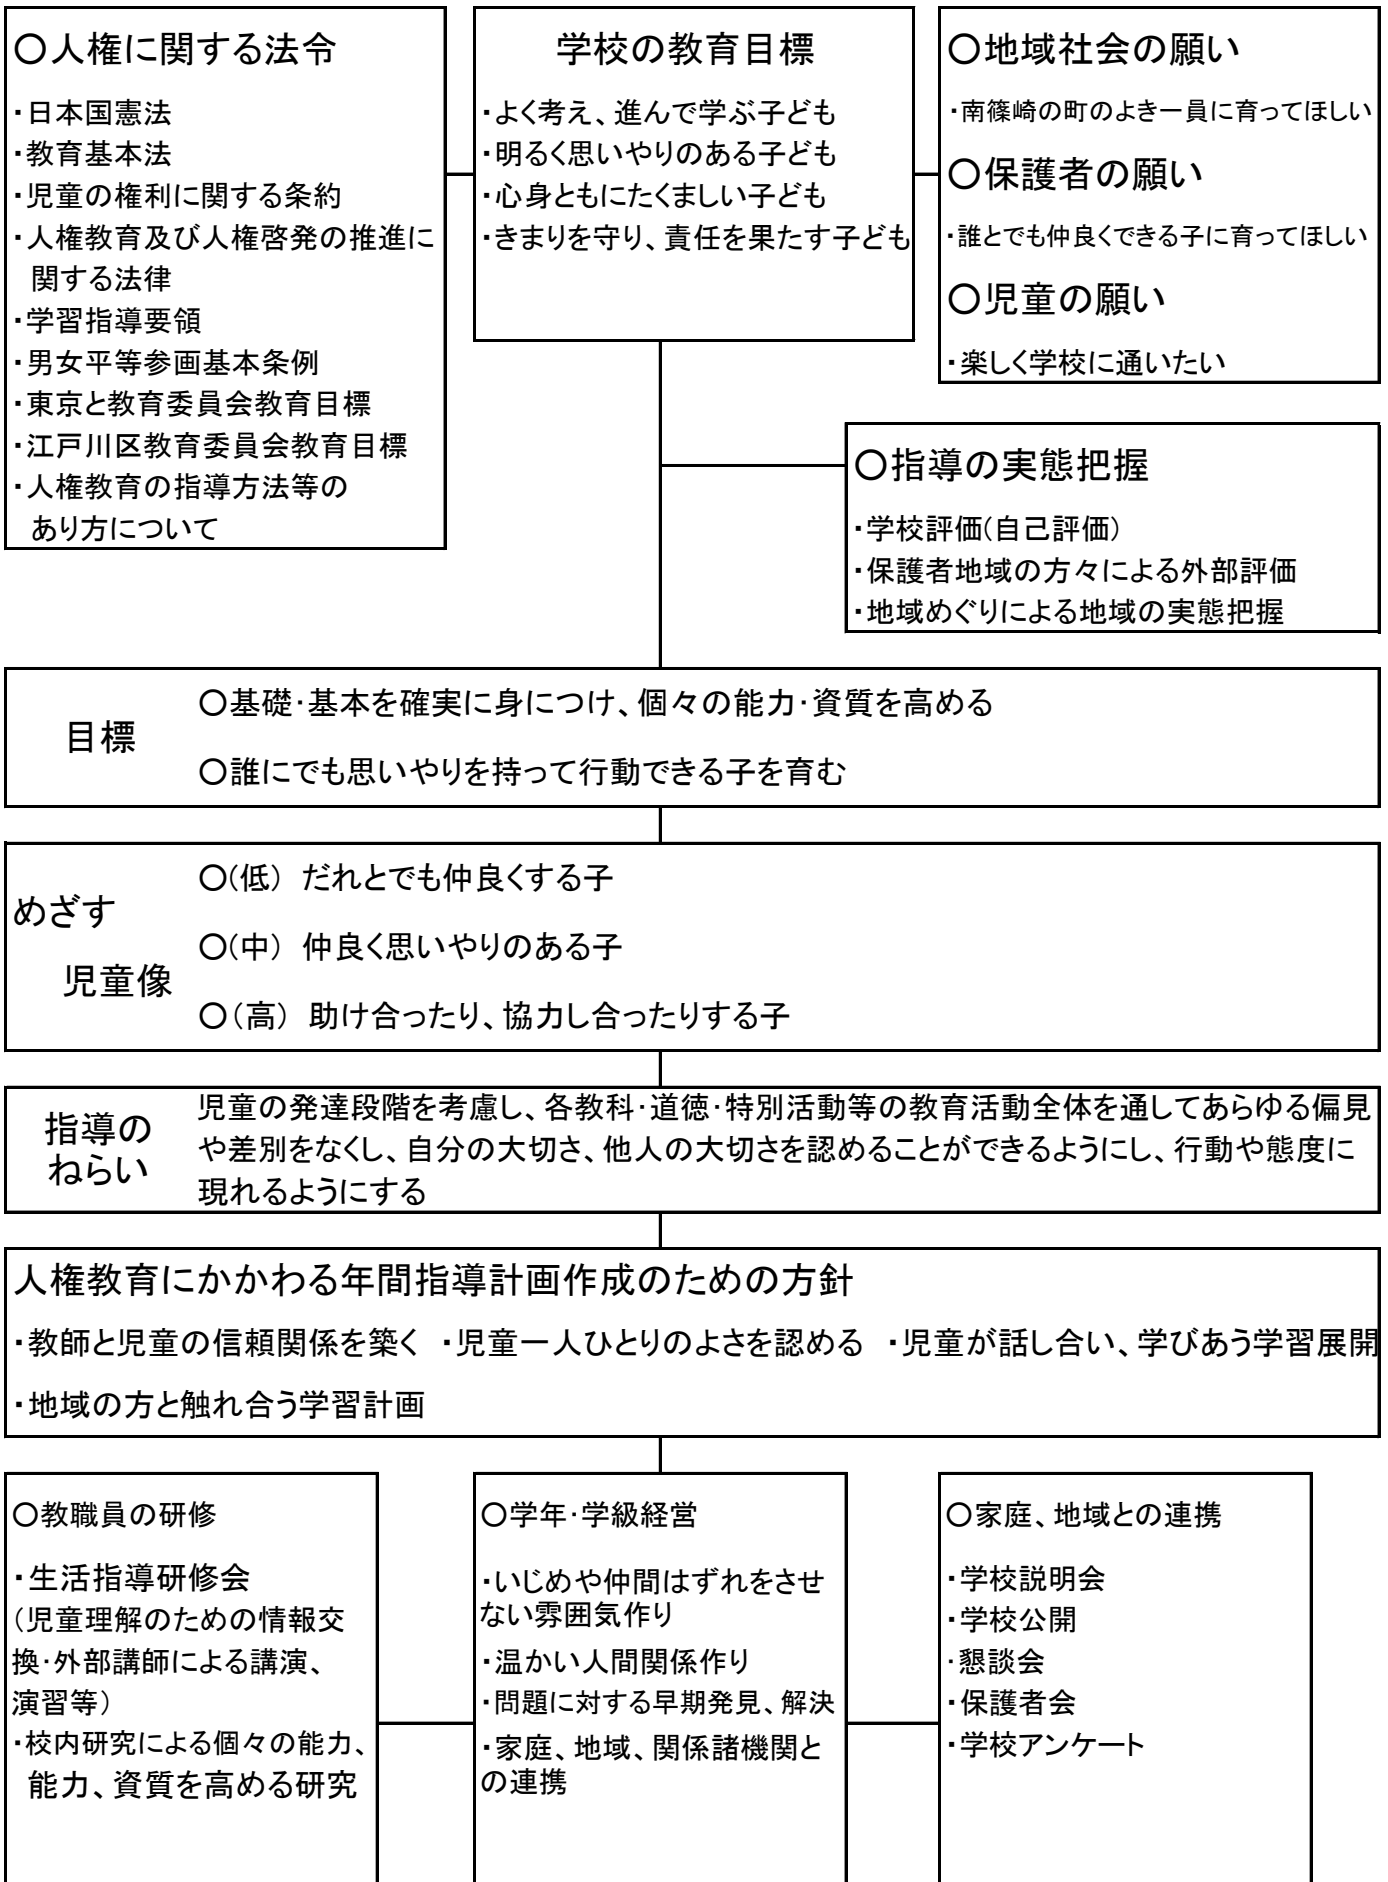 〇人権に関する法令
・日本国憲法
・教育基本法
・児童の権利に関する条約
・人権教育及び人権啓発の推進に
関する法律
・学習指導要領
・男女平等参画基本条例
・東京と教育委員会教育目標
・江戸川区教育委員会教育目標
・人権教育の指導方法等の
あり方について
学校の教育目標
・よく考え、進んで学ぶ子ども
・明るく思いやりのある子ども
・心身ともにたくましい子ども
・きまりを守り、責任を果たす子ども
〇地域社会の願い
・南篠崎の町のよき一員に育ってほしい
〇保護者の願い
・誰とでも仲良くできる子に育ってほしい
〇児童の願い
・楽しく学校に通いたい
〇指導の実態把握
・学校評価(自己評価)
・保護者地域の方々による外部評価
・地域めぐりによる地域の実態把握
目標
〇基礎・基本を確実に身につけ、個々の能力・資質を高める
〇誰にでも思いやりを持って行動できる子を育む
めざす
児童像
〇(低) だれとでも仲良くする子
〇(中) 仲良く思いやりのある子
〇(高) 助け合ったり、協力し合ったりする子
指導の
ねらい
児童の発達段階を考慮し、各教科・道徳・特別活動等の教育活動全体を通してあらゆる偏見
や差別をなくし、自分の大切さ、他人の大切さを認めることができるようにし、行動や態度に
現れるようにする
人権教育にかかわる年間指導計画作成のための方針
・教師と児童の信頼関係を築く ・児童一人ひとりのよさを認める ・児童が話し合い、学びあう学習展開
・地域の方と触れ合う学習計画
〇教職員の研修
・生活指導研修会
(児童理解のための情報交
換・外部講師による講演、
演習等)
・校内研究による個々の能力、
能力、資質を高める研究
〇学年・学級経営
・いじめや仲間はずれをさせ
ない雰囲気作り
・温かい人間関係作り
・問題に対する早期発見、解決
・家庭、地域、関係諸機関と
の連携
〇家庭、地域との連携
・学校説明会
・学校公開
・懇談会
・保護者会
・学校アンケート